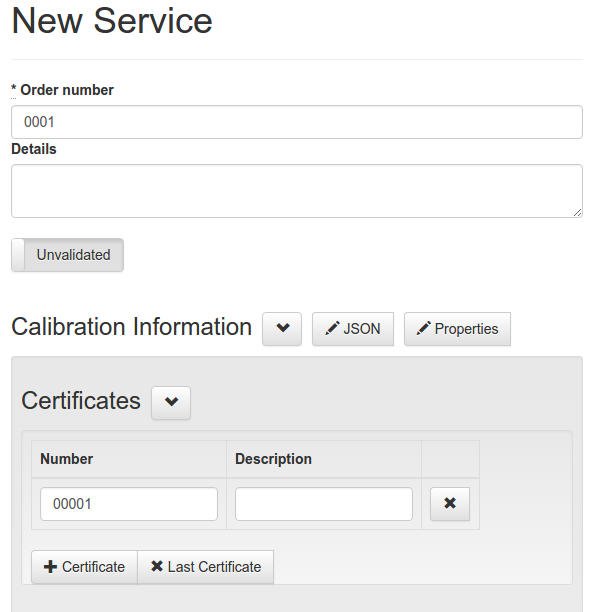 New Service
* Order number
0001
Details
Unvalidated
Calibration Information JSON Properties
Certificates
Number Description
00001
Certificate Last Certificate